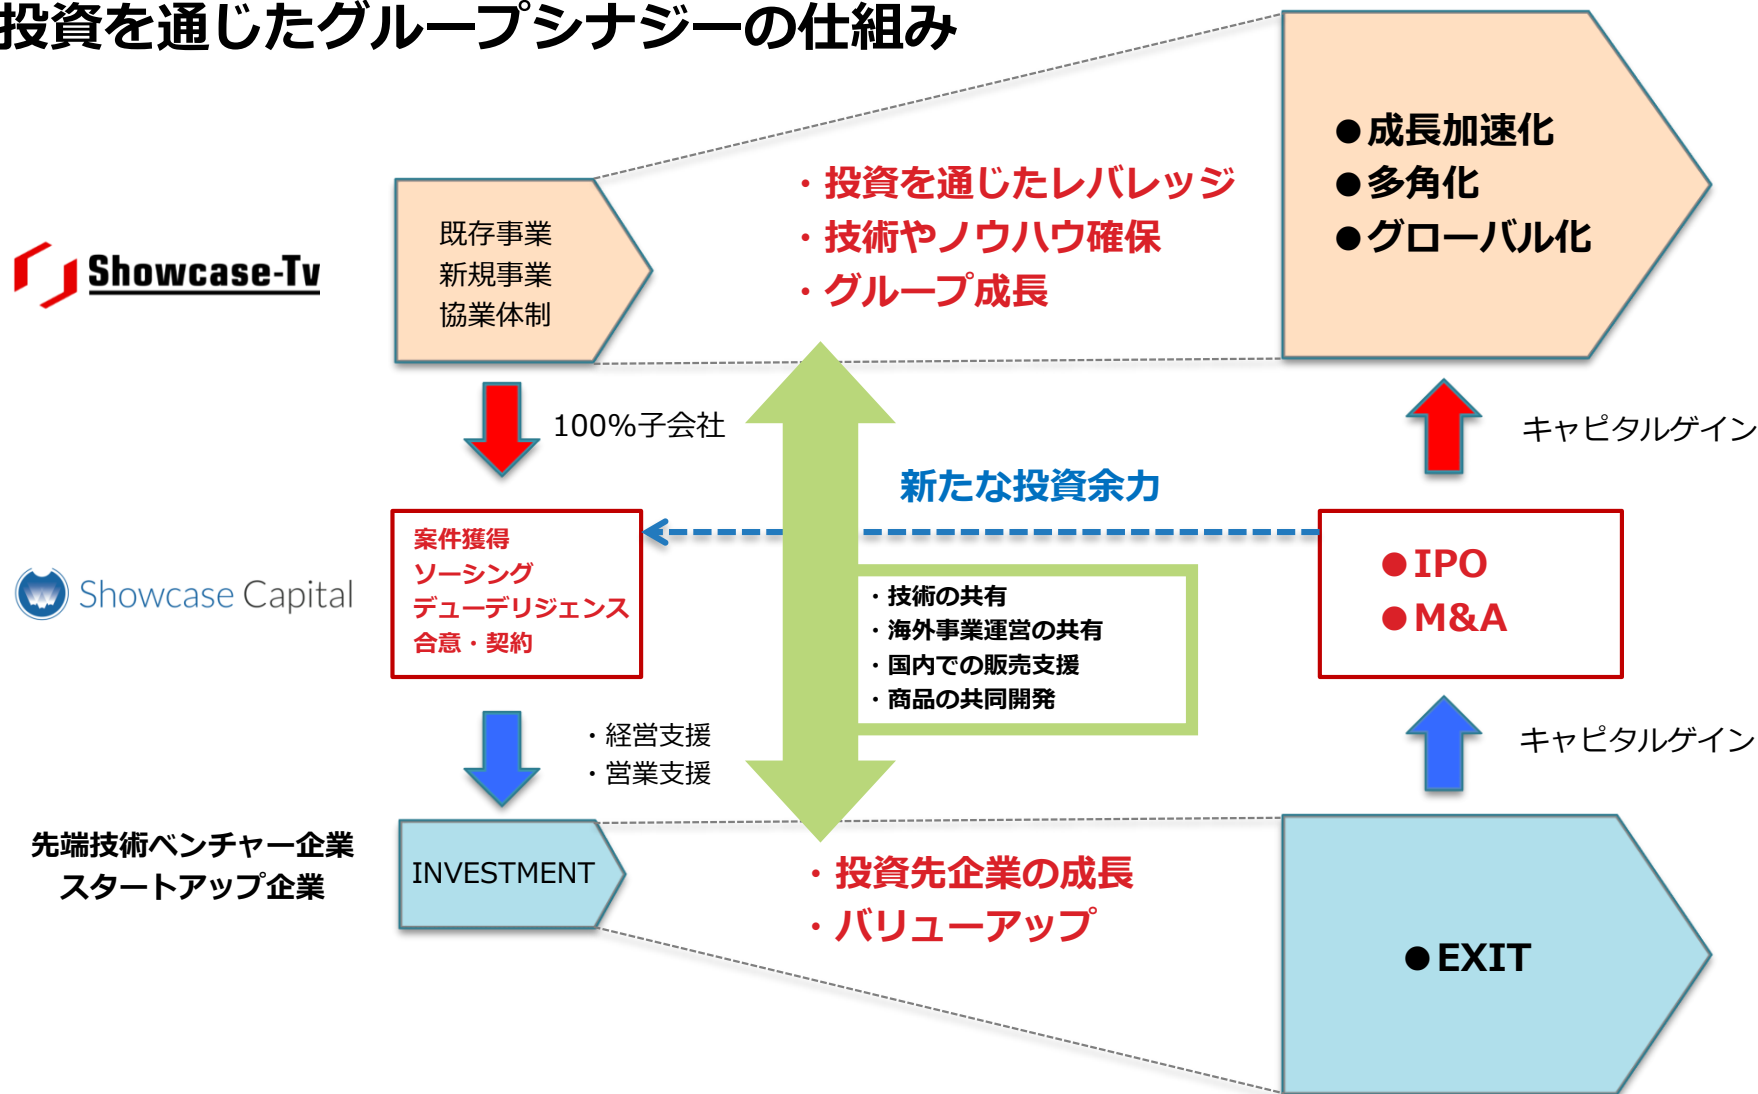 投資を通じたグループシナジーの仕組み
Showcase-Tv
既存事業
新規事業
協業体制
・投資を通じたレバレッジ
・技術やノウハウ確保
・グループ成長
●成長加速化
●多角化
●グローバル化
100%子会社
キャピタルゲイン
新たな投資余力
Showcase Capital
案件獲得
ソーシング
デューデリジェンス
合意・契約
・技術の共有
・海外事業運営の共有
・国内での販売支援
・商品の共同開発
●IPO
●M&A
・経営支援
・営業支援
キャピタルゲイン
先端技術ベンチャー企業
スタートアップ企業
INVESTMENT
・投資先企業の成長
・バリューアップ
●EXIT